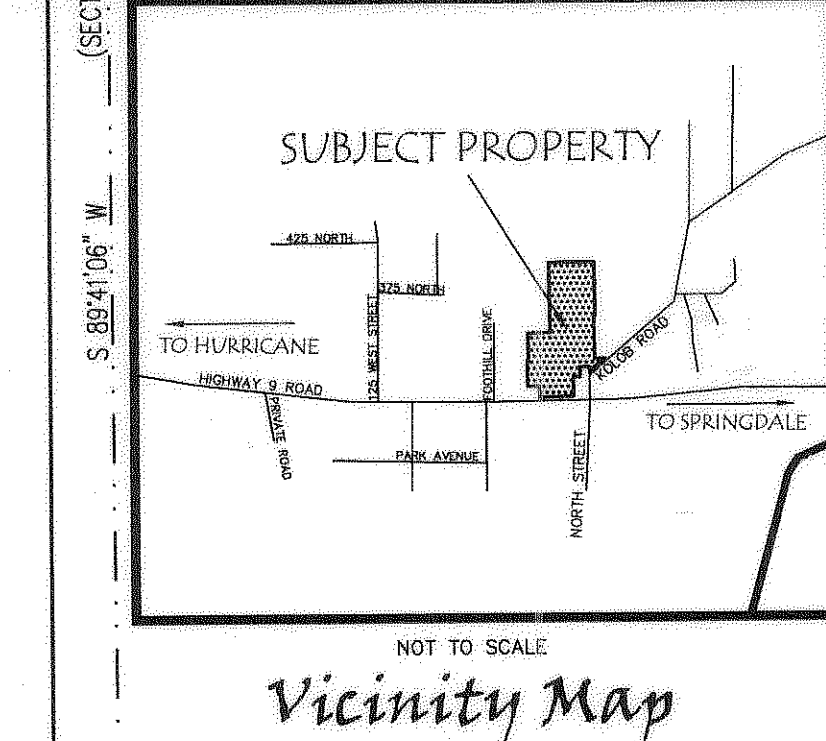 (SECT
S 89°41'06" W
SUBJECT PROPERTY
425 NORTH
375 NORTH
125 WEST STREET
FOOTHILL DRIVE
KOLOB ROAD
TO HURRICANE
HIGHWAY 9 ROAD
PRIVATE ROAD
TO SPRINGDALE
PARK AVENUE
NORTH STREET
NOT TO SCALE
Vicinity Map